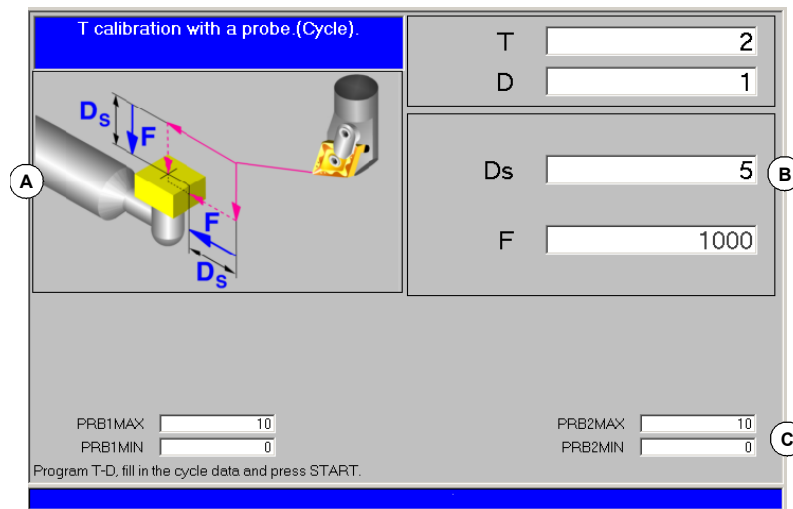 T calibration with a probe.(Cycle).
T 2
D 1
Ds
F
A
F
Ds
Ds 5
B
F 1000
PRB1MAX 10
PRB1MIN 0
PRB2MAX 10
PRB2MIN 0
C
Program T-D, fill in the cycle data and press START.